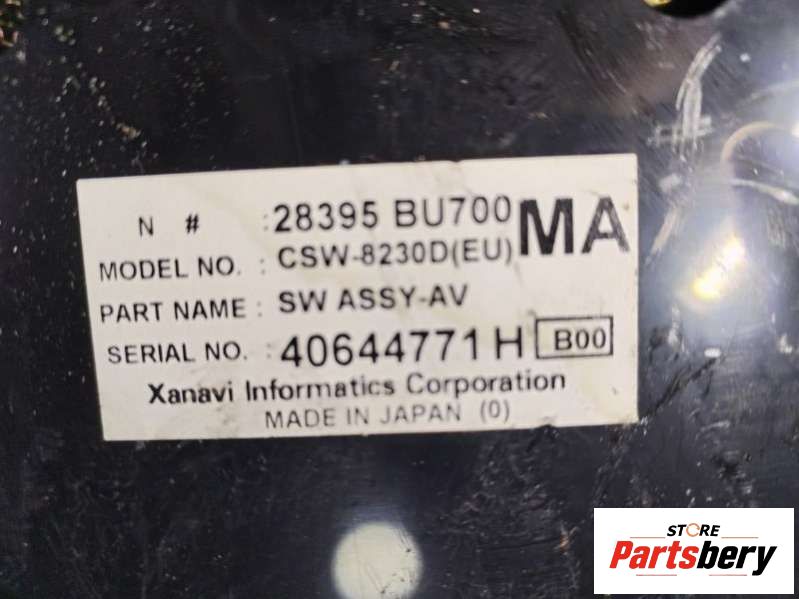 N # : 28395 BU700 MA
MODEL NO. : CSW-8230D(EU)
PART NAME : SW ASSY-AV
SERIAL NO. : 40644771H B00
Xanavi Informatics Corporation
MADE IN JAPAN (0)
STORE
Partsbery